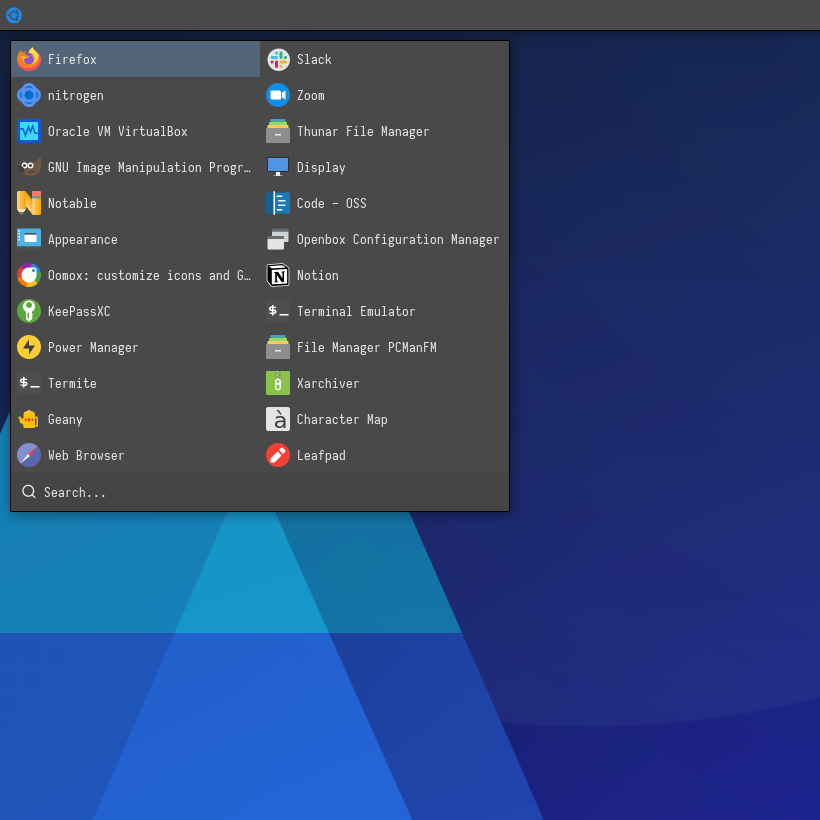 Firefox
Slack
nitrogen
Zoom
Oracle VM VirtualBox
Thunar File Manager
GNU Image Manipulation Progr…
Display
Notable
Code - OSS
Appearance
Openbox Configuration Manager
Oomox: customize icons and G…
Notion
KeePassXC
Terminal Emulator
Power Manager
File Manager PCManFM
Termite
Xarchiver
Geany
Character Map
Web Browser
Leafpad
Search...